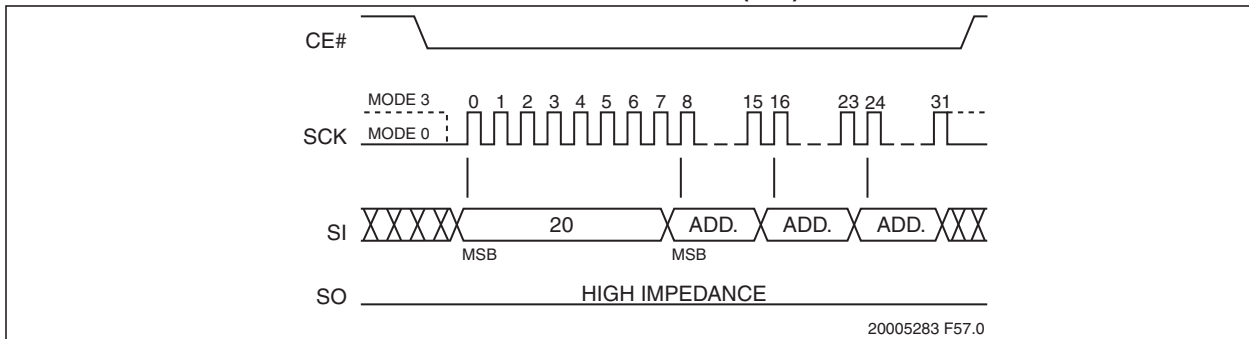 CE#
MODE 3
0 1 2 3 4 5 6 7 8 15 16 23 24 31
SCK
MODE 0
SI
20
ADD.
ADD.
ADD.
MSB
MSB
SO
HIGH IMPEDANCE
20005283 F57.0